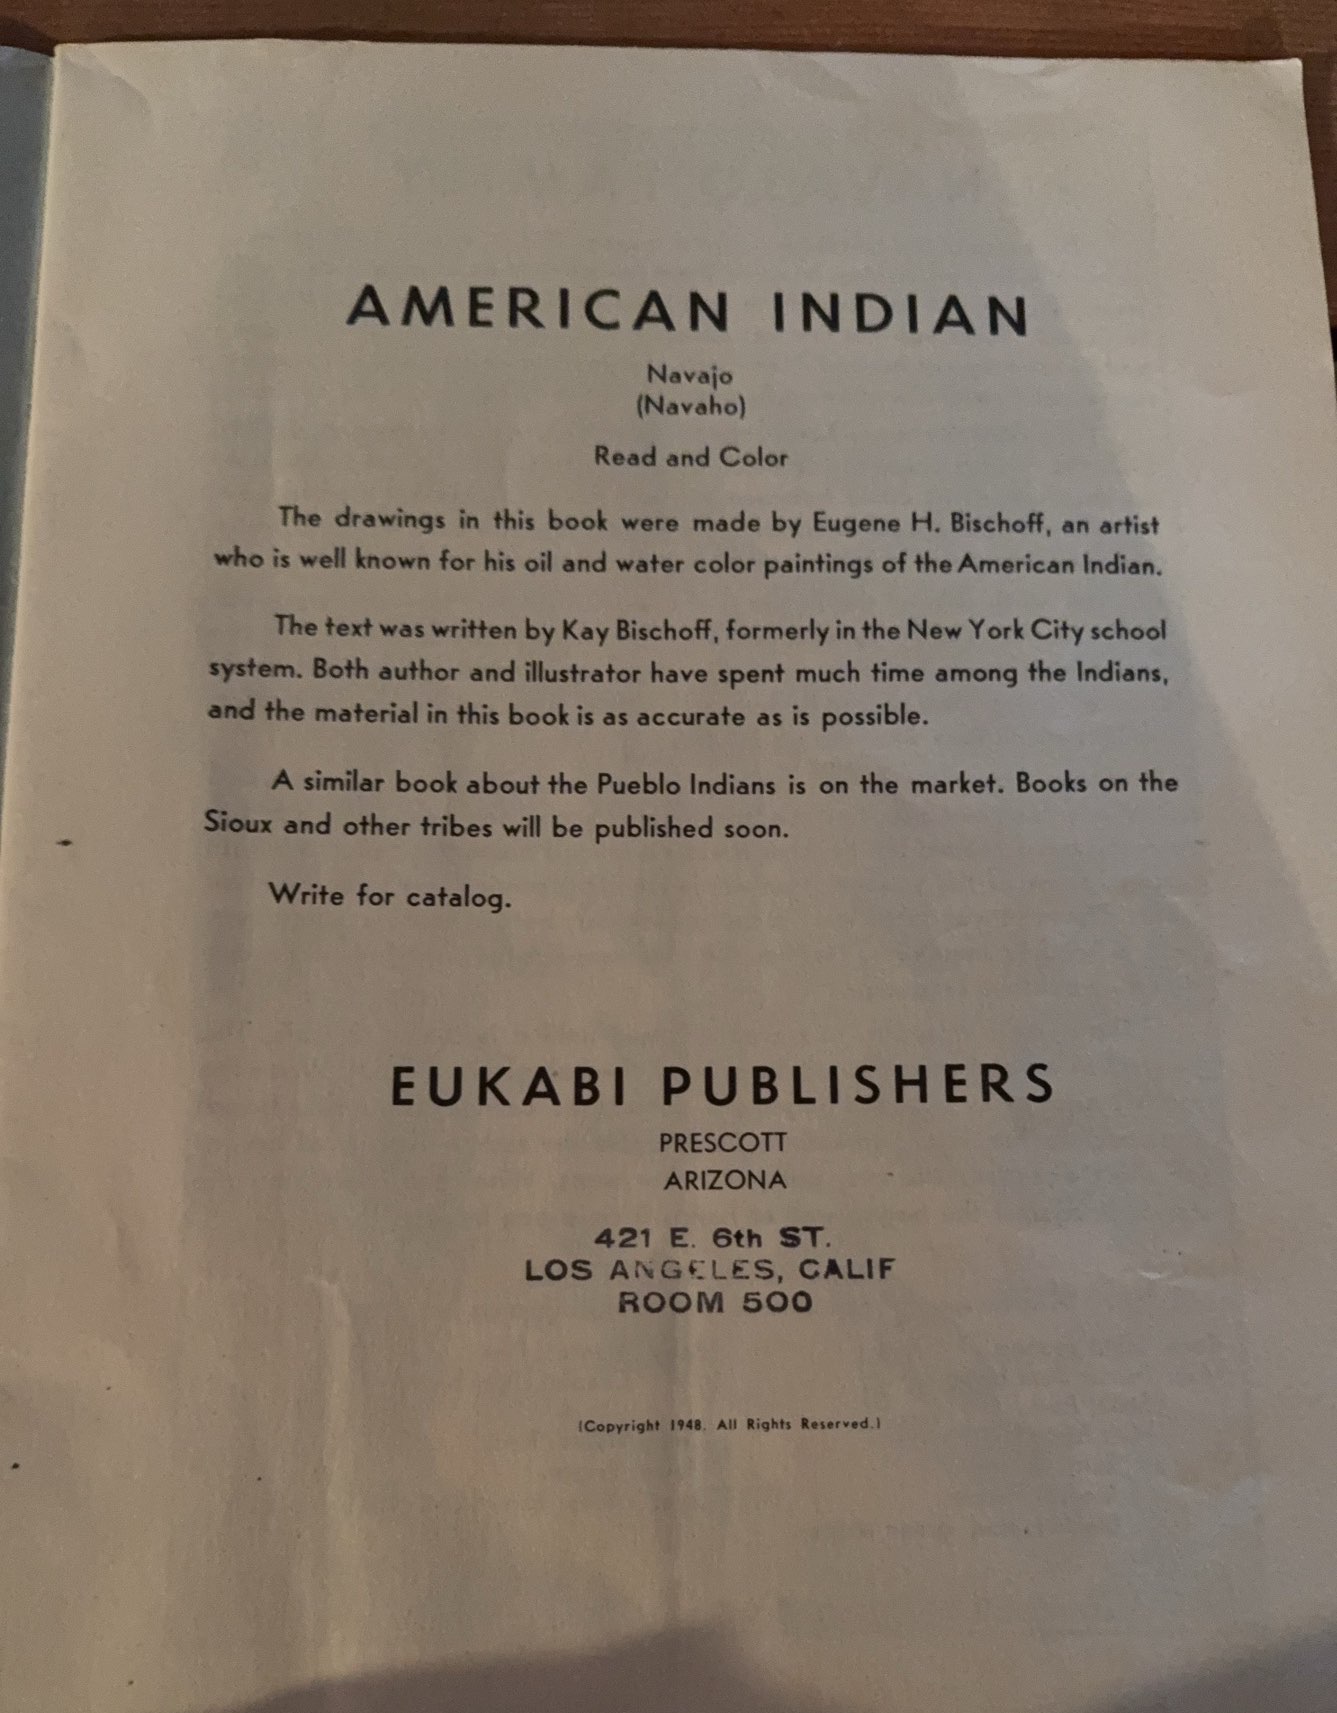 AMERICAN INDIAN
Navajo
(Navaho)
Read and Color
The drawings in this book were made by Eugene H. Bischoff, an artist
who is well known for his oil and water color paintings of the American Indian.
The text was written by Kay Bischoff, formerly in the New York City school
system. Both author and illustrator have spent much time among the Indians,
and the material in this book is as accurate as is possible.
A similar book about the Pueblo Indians is on the market. Books on the
Sioux and other tribes will be published soon.
Write for catalog.
EUKABI PUBLISHERS
PRESCOTT
ARIZONA
421 E. 6th ST.
LOS ANGELES, CALIF
ROOM 500
(Copyright 1948. All Rights Reserved.)